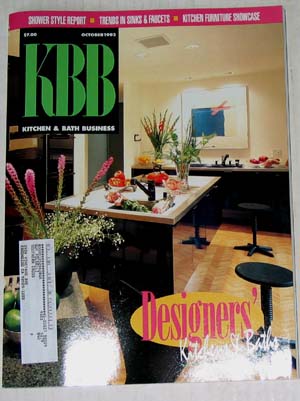 SHOWER STYLE REPORT ■ TRENDS IN SINKS & FAUCETS ■ KITCHEN FURNITURE SHOWCASE
$7.00 OCTOBER 1993
KBB
KITCHEN & BATH BUSINESS
Designers'
Kitchens & Baths